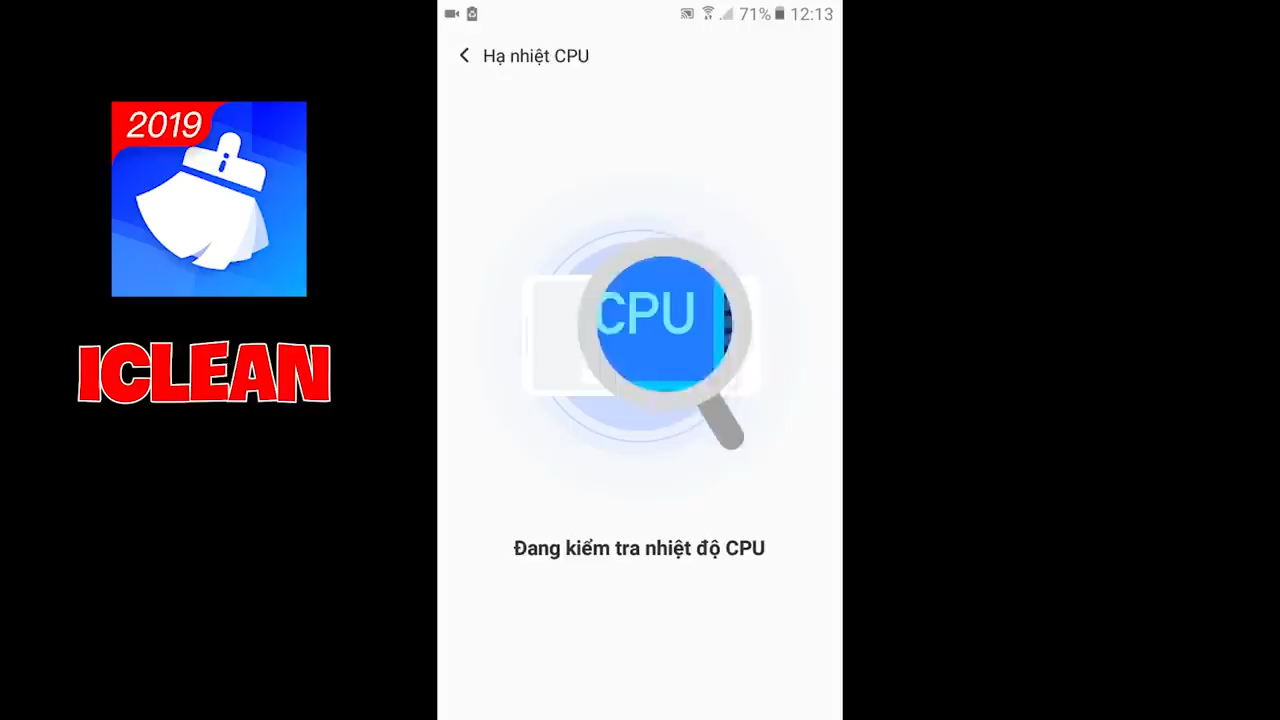 71% 12:13
Hạ nhiệt CPU
2019
CPU
ICLEAN
Đang kiểm tra nhiệt độ CPU